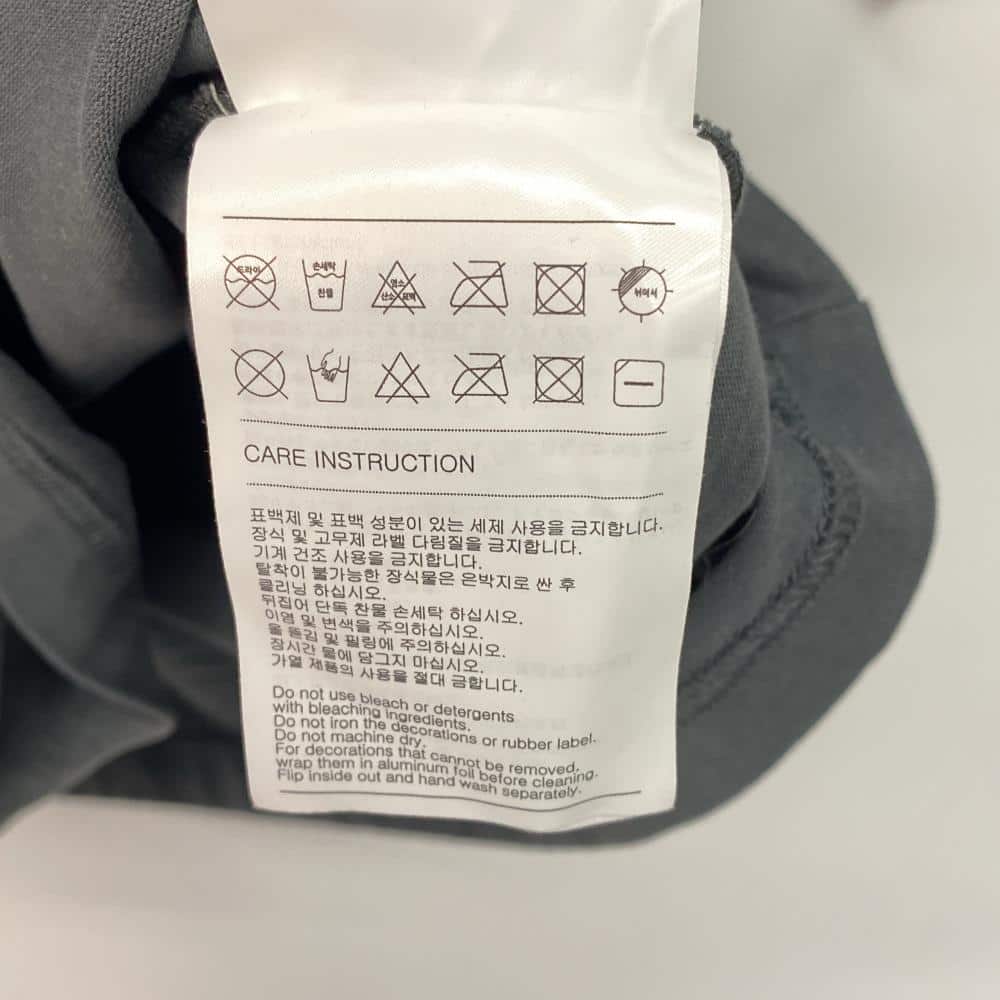 드라이
손세탁
찬물
염소
산소 표백
뉘어서
CARE INSTRUCTION
표백제 및 표백 성분이 있는 세제 사용을 금지합니다.
장식 및 고무제 라벨 다림질을 금지합니다.
기계 건조 사용을 금지합니다.
탈착이 불가능한 장식물은 은박지로 싼 후
클리닝 하십시오.
뒤집어 단독 찬물 손세탁 하십시오.
이염 및 변색을 주의하십시오.
올 뜯김 및 필링에 주의하십시오.
장시간 물에 담그지 마십시오.
가열 제품의 사용을 절대 금합니다.
Do not use bleach or detergents
with bleaching ingredients.
Do not iron the decorations or rubber label.
Do not machine dry.
For decorations that cannot be removed,
wrap them in aluminum foil before cleaning.
Flip inside out and hand wash separately.